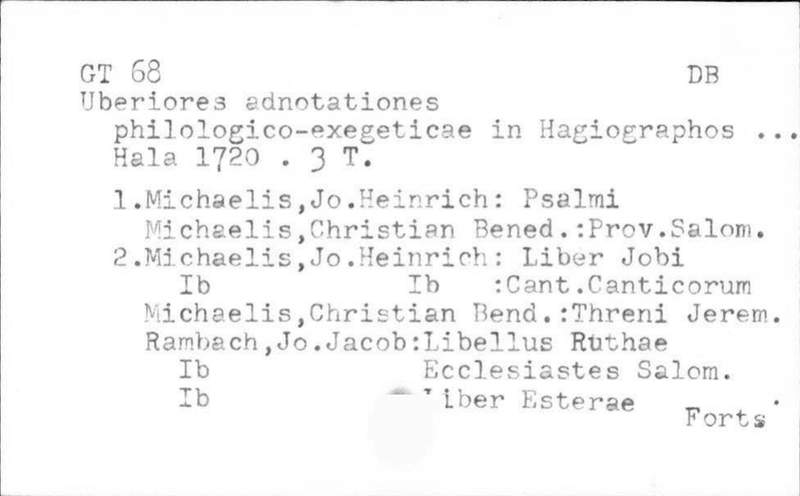 GT 68 DB
Uberiores adnotationes
philologico-exegeticae in Hagiographos ...
Hala 1720 . 3 T.
1.Michaelis,Jo.Heinrich: Psalmi
Michaelis,Christian Bened.:Prov.Salom.
2.Michaelis,Jo.Heinrich: Liber Jobi
Ib Ib :Cant.Canticorum
Michaelis,Christian Bend.:Threni Jerem.
Rambach,Jo.Jacob:Libellus Ruthae
Ib Ecclesiastes Salom.
Ib Liber Esterae
Forts.